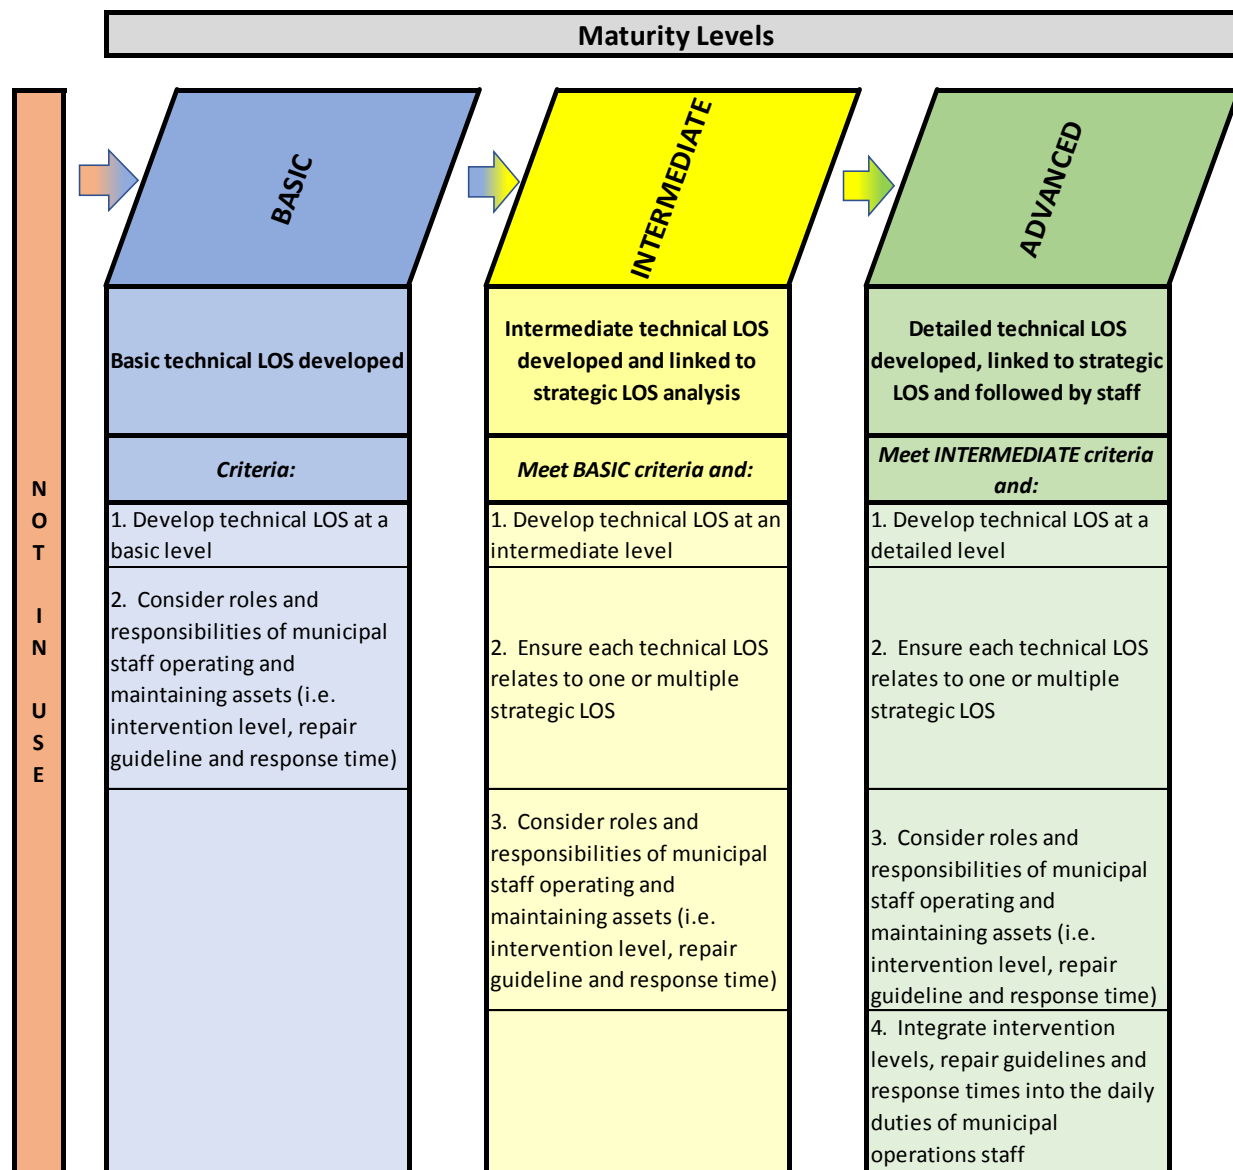 Maturity Levels
NOT IN USE
BASIC
Basic technical LOS developed
Criteria:
1. Develop technical LOS at a
basic level
2.  Consider roles and
responsibilities of municipal
staff operating and
maintaining assets (i.e.
intervention level, repair
guideline and response time)
INTERMEDIATE
Intermediate technical LOS
developed and linked to
strategic LOS analysis
Meet BASIC criteria and:
1. Develop technical LOS at an
intermediate level
2.  Ensure each technical LOS
relates to one or multiple
strategic LOS
3.  Consider roles and
responsibilities of municipal
staff operating and
maintaining assets (i.e.
intervention level, repair
guideline and response time)
ADVANCED
Detailed technical LOS
developed, linked to strategic
LOS and followed by staff
Meet INTERMEDIATE criteria
and:
1. Develop technical LOS at a
detailed level
2.  Ensure each technical LOS
relates to one or multiple
strategic LOS
3.  Consider roles and
responsibilities of municipal
staff operating and
maintaining assets (i.e.
intervention level, repair
guideline and response time)
4.  Integrate intervention
levels, repair guidelines and
response times into the daily
duties of municipal
operations staff